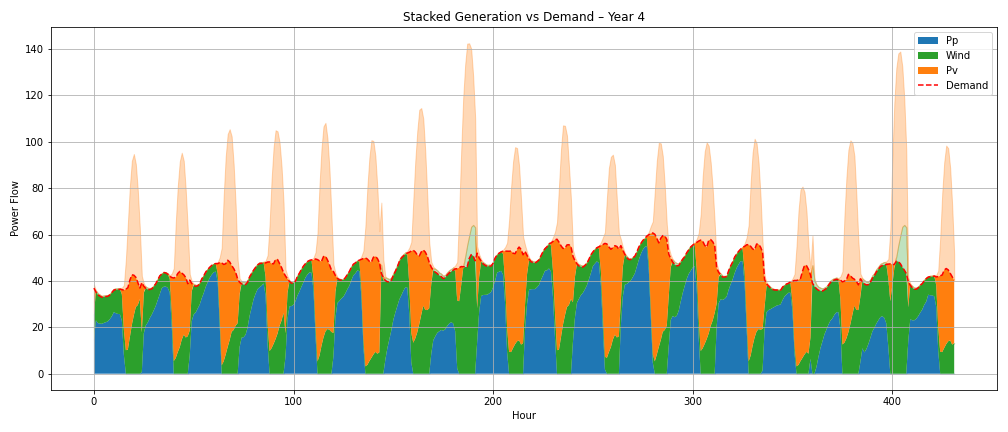 Stacked Generation vs Demand – Year 4
Pp
Wind
Pv
Demand
Power Flow
140
120
100
80
60
40
20
0
0 100 200 300 400
Hour